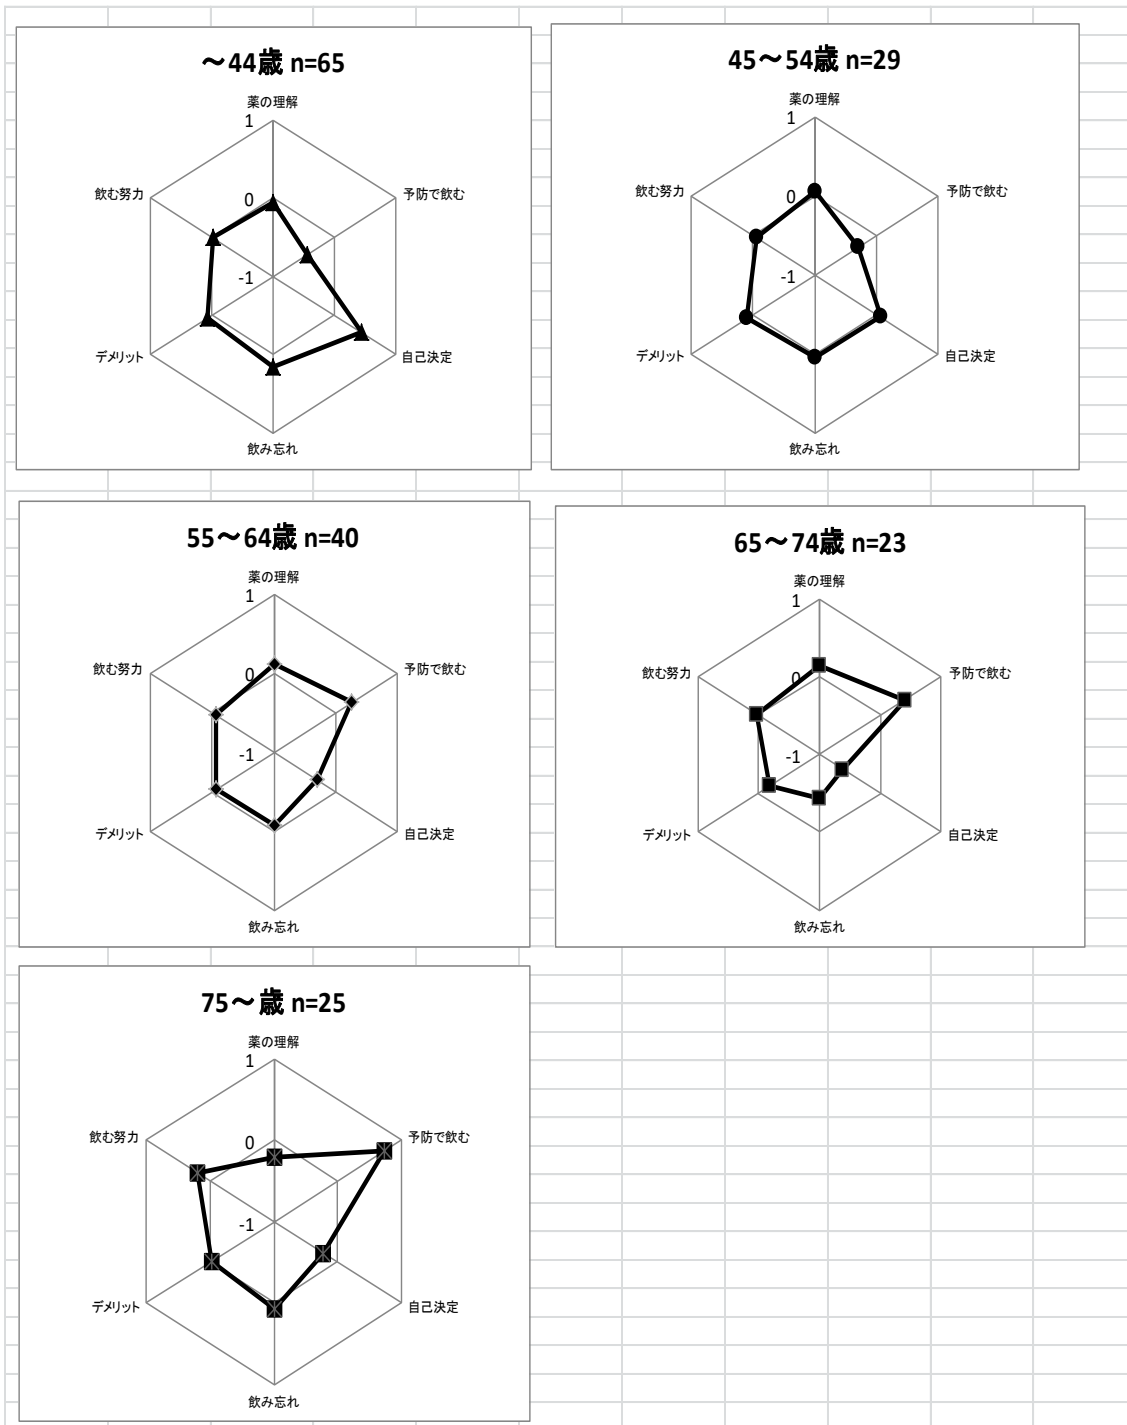 ～44歳 n=65
薬の理解
1
飲む努力
0
予防で飲む
-1
デメリット
自己決定
飲み忘れ
45～54歳 n=29
薬の理解
1
飲む努力
0
予防で飲む
-1
デメリット
自己決定
飲み忘れ
55～64歳 n=40
薬の理解
1
飲む努力
0
予防で飲む
-1
デメリット
自己決定
飲み忘れ
65～74歳 n=23
薬の理解
1
飲む努力
0
予防で飲む
-1
デメリット
自己決定
飲み忘れ
75～歳 n=25
薬の理解
1
飲む努力
0
予防で飲む
-1
デメリット
自己決定
飲み忘れ